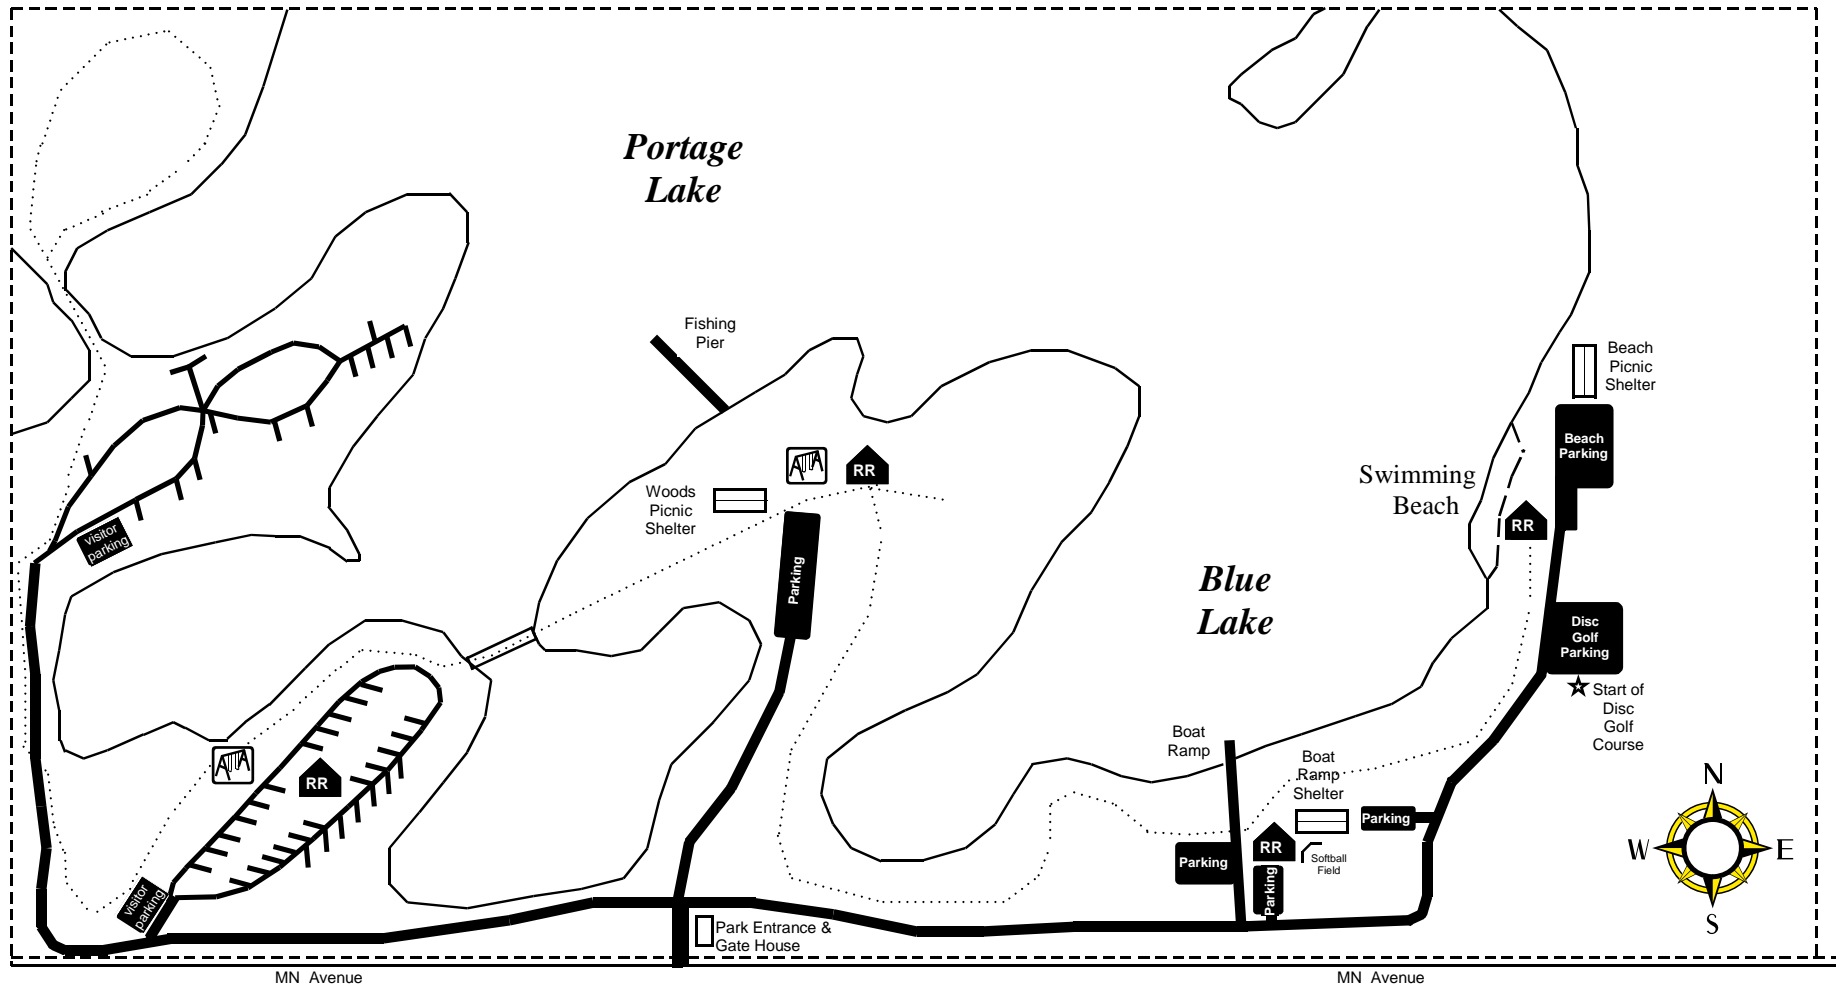 Portage
Lake
Fishing
Pier
Beach
Picnic
Shelter
Beach
Parking
Woods
Picnic
Shelter
RR
Swimming
Beach
RR
visitor
parking
Parking
Blue
Lake
Disc
Golf
Parking
Start of
Disc
Golf
Course
Boat
Ramp
Boat
Ramp
Shelter
RR
Parking
RR
Parking
Softball
Field
Parking
visitor
parking
Park Entrance &
Gate House
N
W E
S
MN Avenue
MN Avenue